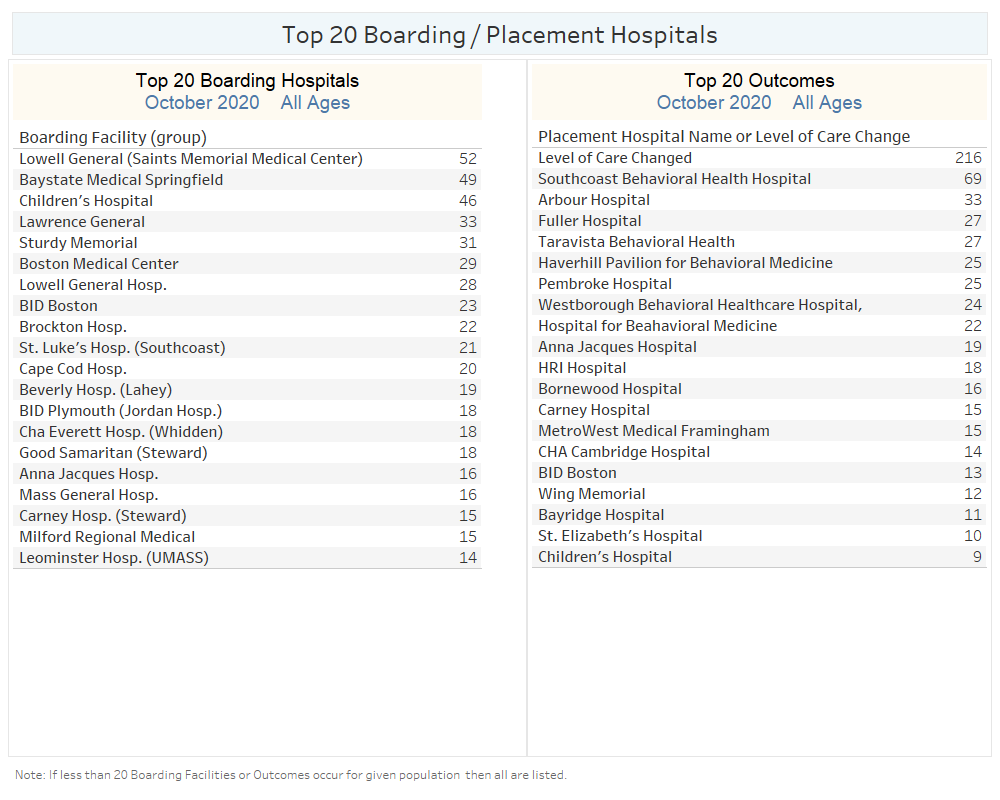 Top 20 Boarding / Placement Hospitals
Top 20 Boarding Hospitals
October 2020 All Ages
Boarding Facility (group)
Lowell General (Saints Memorial Medical Center) 52
Baystate Medical Springfield 49
Children's Hospital 46
Lawrence General 33
Sturdy Memorial 31
Boston Medical Center 29
Lowell General Hosp. 28
BID Boston 23
Brockton Hosp. 22
St. Luke's Hosp. (Southcoast) 21
Cape Cod Hosp. 20
Beverly Hosp. (Lahey) 19
BID Plymouth (Jordan Hosp.) 18
Cha Everett Hosp. (Whidden) 18
Good Samaritan (Steward) 18
Anna Jacques Hosp. 16
Mass General Hosp. 16
Carney Hosp. (Steward) 15
Milford Regional Medical 15
Leominster Hosp. (UMASS) 14
Top 20 Outcomes
October 2020 All Ages
Placement Hospital Name or Level of Care Change
Level of Care Changed 216
Southcoast Behavioral Health Hospital 69
Arbour Hospital 33
Fuller Hospital 27
Taravista Behavioral Health 27
Haverhill Pavilion for Behavioral Medicine 25
Pembroke Hospital 25
Westborough Behavioral Healthcare Hospital, 24
Hospital for Beahavioral Medicine 22
Anna Jacques Hospital 19
HRI Hospital 18
Bornewood Hospital 16
Carney Hospital 15
MetroWest Medical Framingham 15
CHA Cambridge Hospital 14
BID Boston 13
Wing Memorial 12
Bayridge Hospital 11
St. Elizabeth's Hospital 10
Children's Hospital 9
Note: If less than 20 Boarding Facilities or Outcomes occur for given population then all are listed.